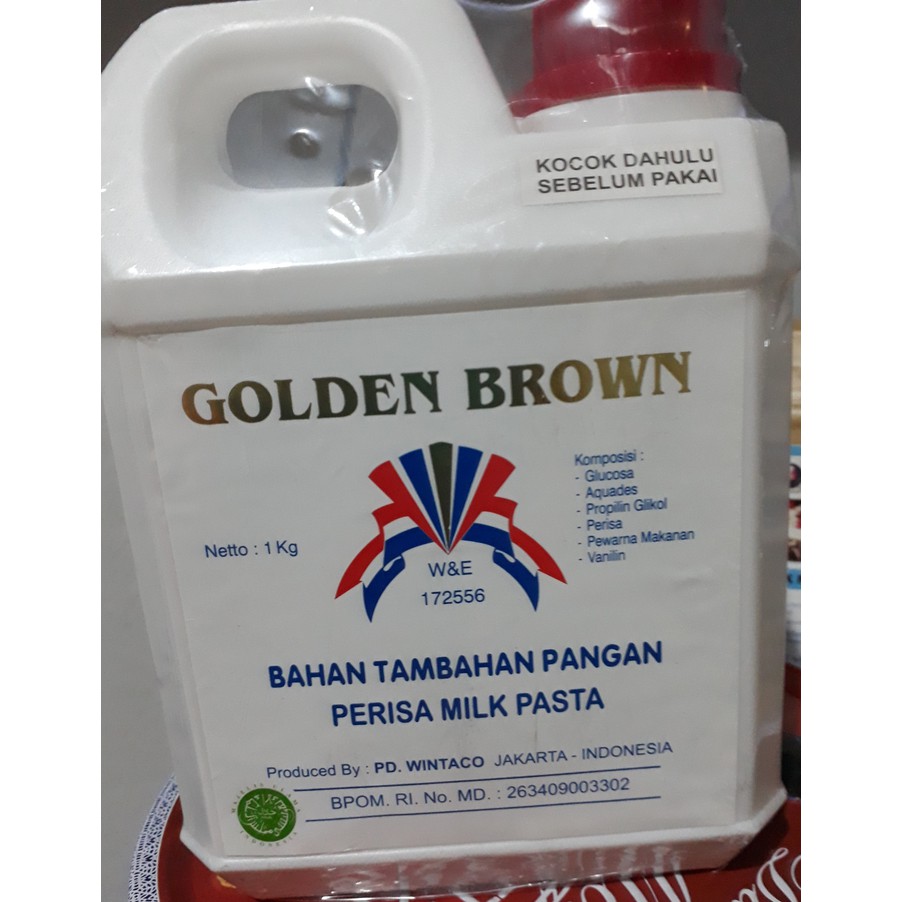 KOCOK DAHULU
SEBELUM PAKAI
GOLDEN BROWN
Komposisi :
- Glucosa
- Aquades
- Propilin Glikol
- Perisa
- Pewarna Makanan
- Vanilin
Netto : 1 Kg
W&E
172556
BAHAN TAMBAHAN PANGAN
PERISA MILK PASTA
Produced By : PD. WINTACO JAKARTA - INDONESIA
BPOM. RI. No. MD. : 263409003302